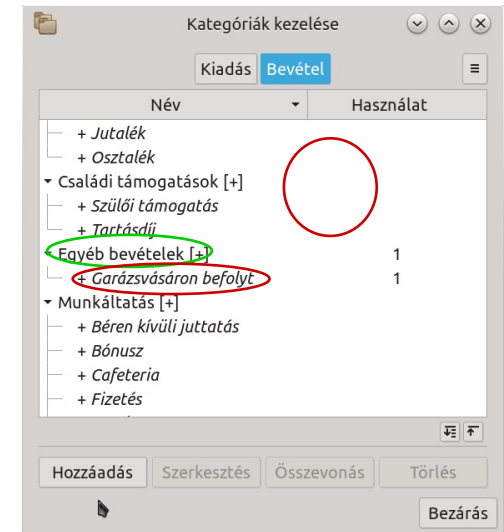 Kategóriák kezelése
Kiadás Bevétel
Név Használat
+ Jutalék
+ Osztalék
Családi támogatások [+]
+ Szülői támogatás
+ Tartásdíj
Egyéb bevételek [+] 1
+ Garázsvásáron befolyt 1
Munkáltatás [+]
+ Béren kívüli juttatás
+ Bónusz
+ Cafeteria
+ Fizetés
Hozzáadás Szerkesztés Összevonás Törlés
Bezárás